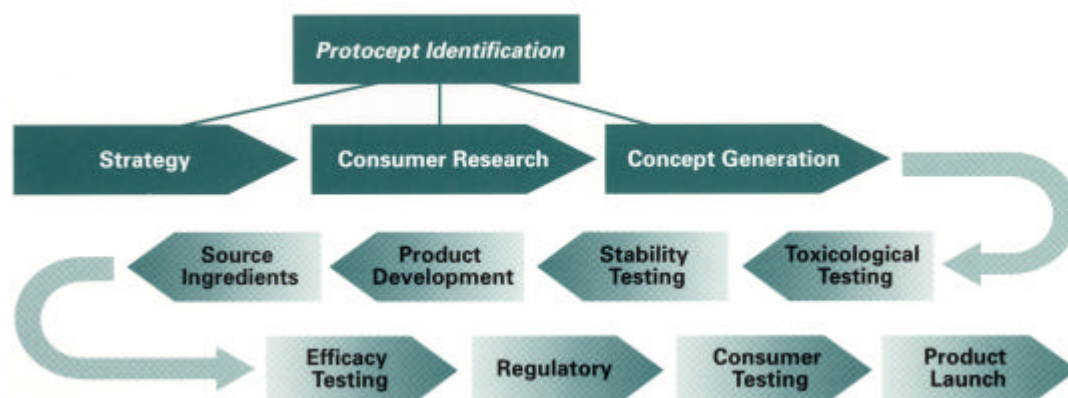 Protocept Identification
Strategy
Consumer Research
Concept Generation
Source
Ingredients
Product
Development
Stability
Testing
Toxicological
Testing
Efficacy
Testing
Regulatory
Consumer
Testing
Product
Launch